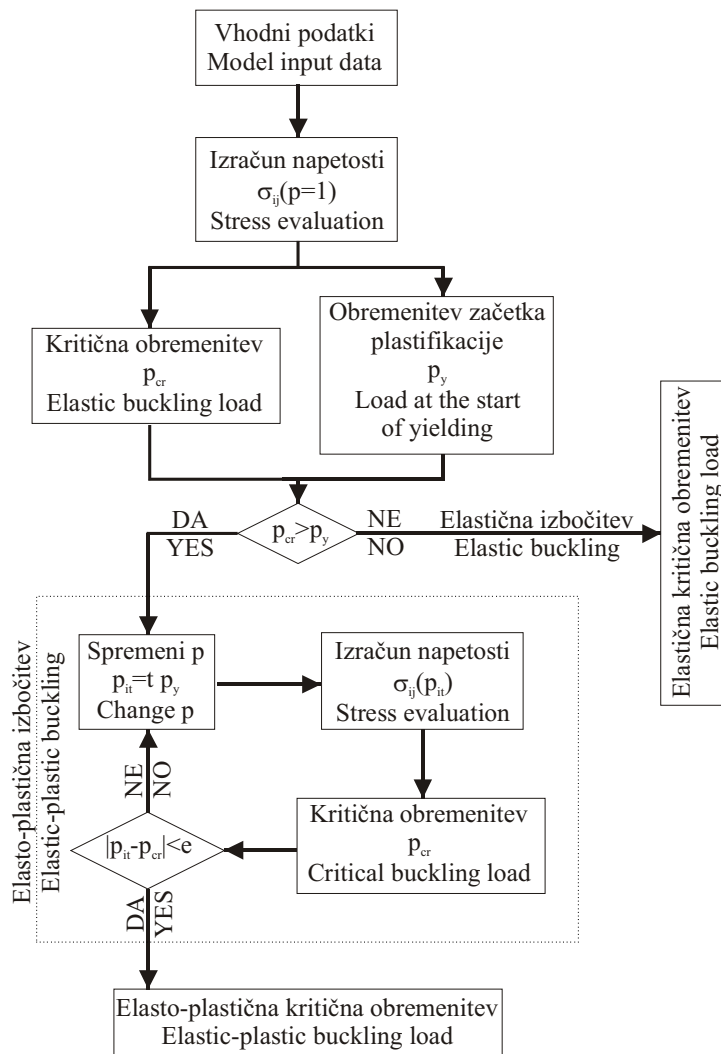 Vhodni podatki
Model input data
Izračun napetosti
σij(p=1)
Stress evaluation
Kritična obremenitev
pcr
Elastic buckling load
Obremenitev začetka
plastifikacije
py
Load at the start
of yielding
pcr>py
DA
YES
NE
NO
Elastična izbočitev
Elastic buckling
Elastična kritična obremenitev
Elastic buckling load
Elasto-plastična izbočitev
Elastic-plastic buckling
Spremeni p
pit=t py
Change p
Izračun napetosti
σij(pit)
Stress evaluation
Kritična obremenitev
pcr
Critical buckling load
|pit-pcr|<e
NE
NO
DA
YES
Elasto-plastična kritična obremenitev
Elastic-plastic buckling load